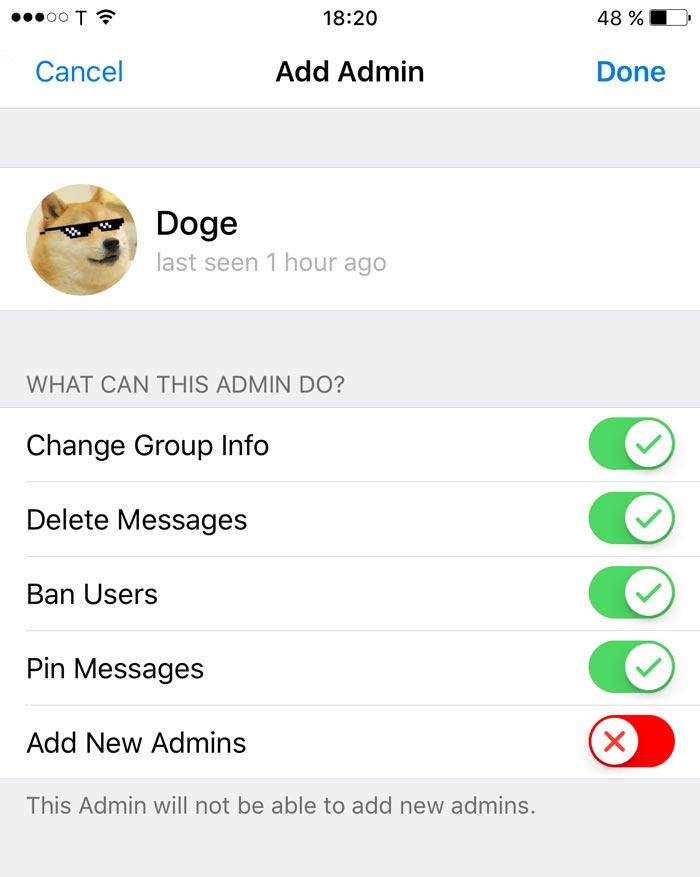 T 18:20 48 %
Cancel Add Admin Done
Doge
last seen 1 hour ago
WHAT CAN THIS ADMIN DO?
Change Group Info
Delete Messages
Ban Users
Pin Messages
Add New Admins
This Admin will not be able to add new admins.